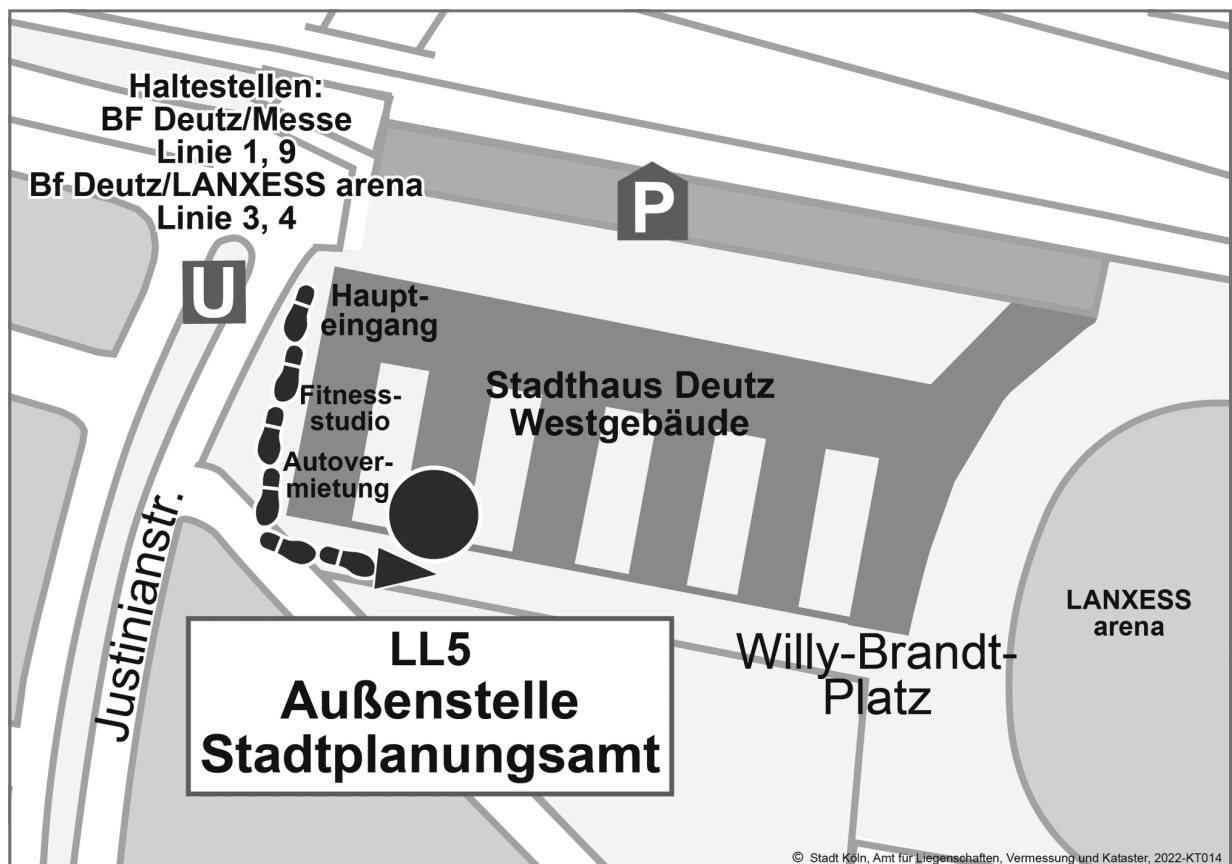 Haltestellen:
BF Deutz/Messe
Linie 1, 9
Bf Deutz/LANXESS arena
Linie 3, 4
P
U
Haupt-
eingang
Fitness-
studio
Autover-
mietung
Stadthaus Deutz
Westgebäude
Justinianstr.
LL5
Außenstelle
Stadtplanungsamt
Willy-Brandt-
Platz
LANXESS
arena
© Stadt Köln, Amt für Liegenschaften, Vermessung und Kataster, 2022-KT014